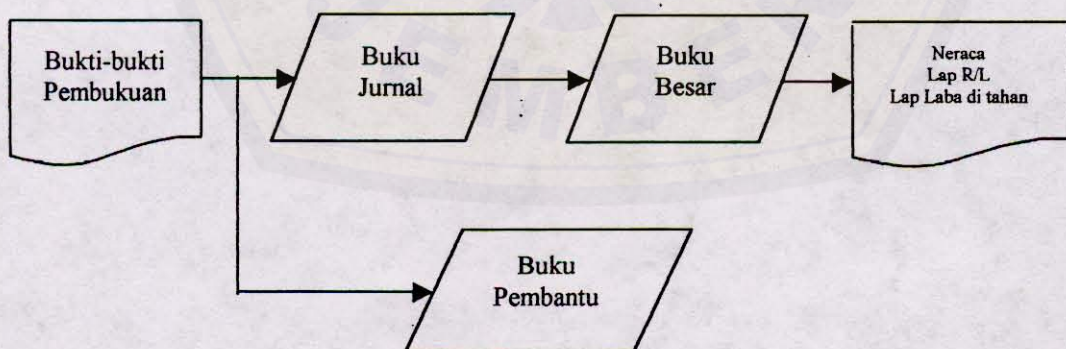 Bukti-bukti
Pembukuan
Buku
Jurnal
Buku
Besar
Neraca
Lap R/L
Lap Laba di tahan
Buku
Pembantu